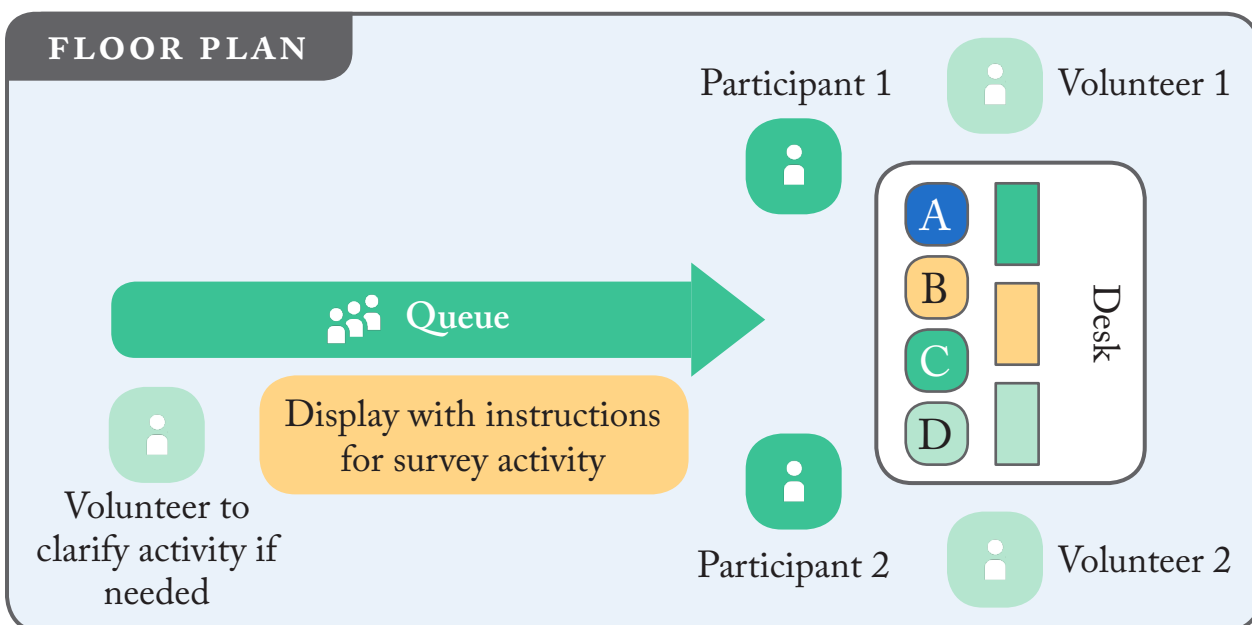 FLOOR PLAN
Participant 1
Volunteer 1
A
B
C
D
Desk
Queue
Display with instructions
for survey activity
Volunteer to
clarify activity if
needed
Participant 2
Volunteer 2